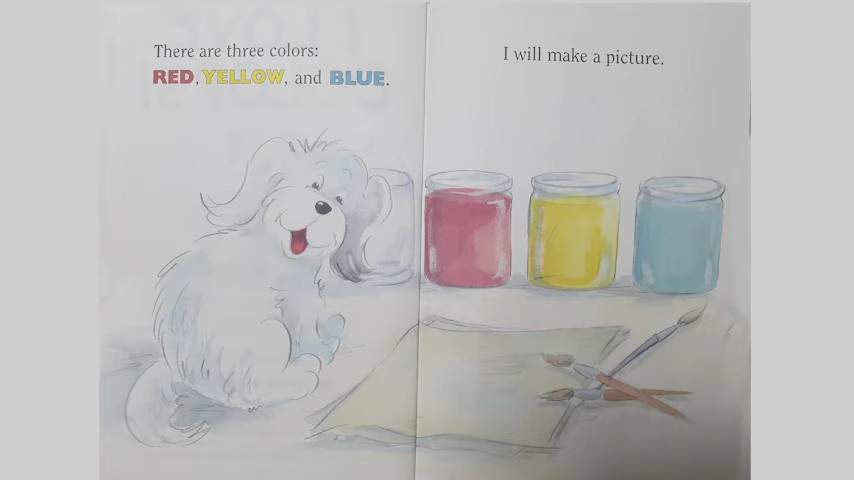 There are three colors:
RED, YELLOW, and BLUE.
I will make a picture.